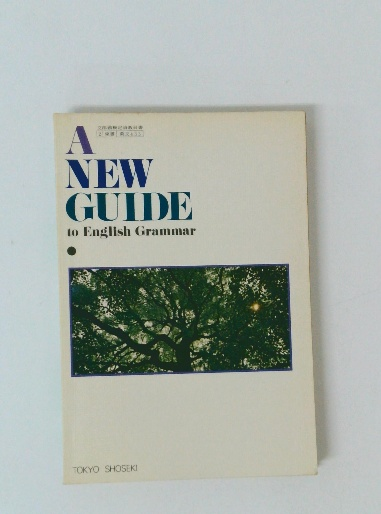 A
NEW
GUIDE
to English Grammar
TOKYO SHOSEKI